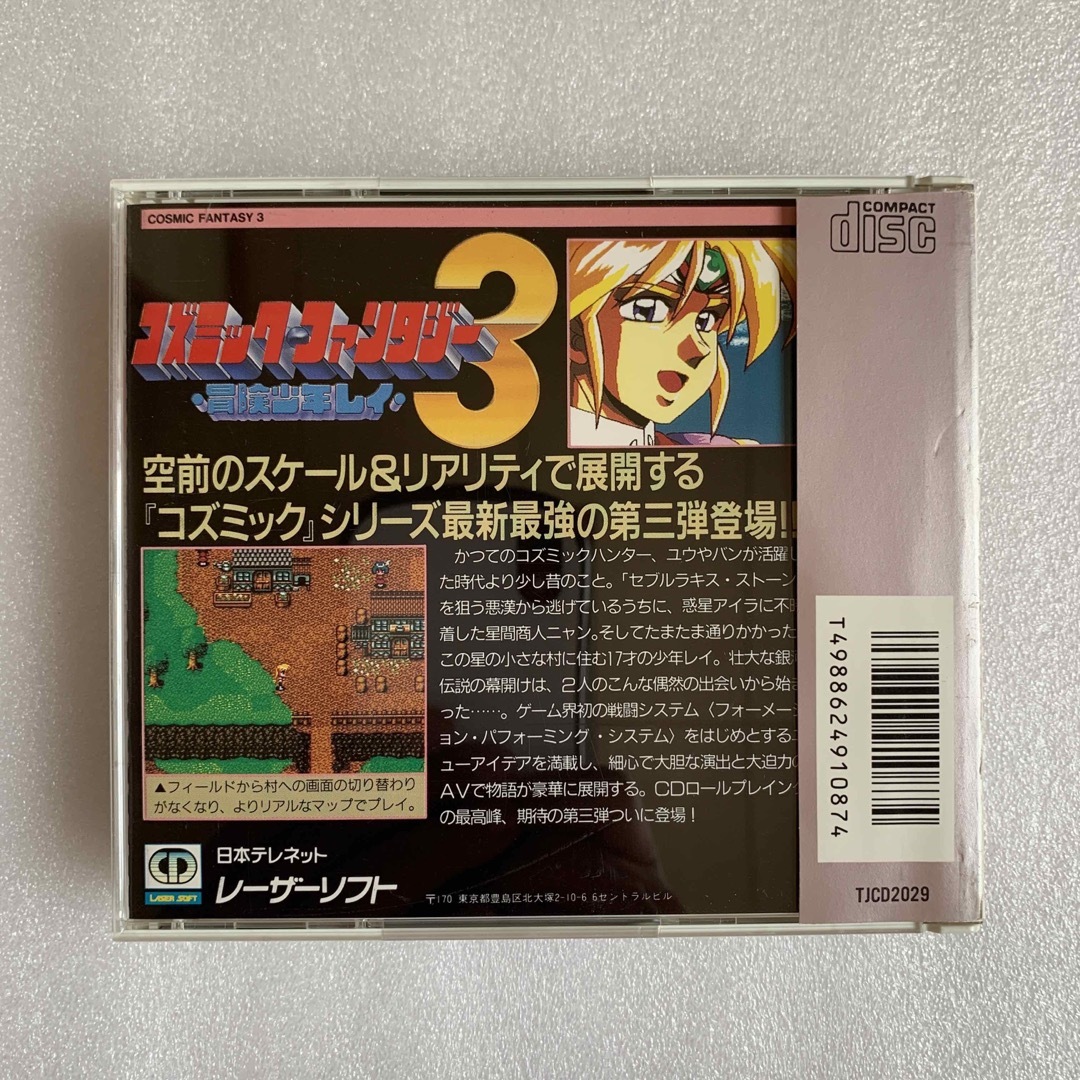 COSMIC FANTASY 3
コズミック・ファンタジー3
・冒険少年レイ・
空前のスケール&リアリティで展開する
『コズミック』シリーズ最新最強の第三弾登場!!
かつてのコズミックハンター、ユウやバンが活躍し
た時代より少し昔のこと。「セブルラキス・ストーン
を狙う悪漢から逃げているうちに、惑星アイラに不時
着した星間商人ニャン。そしてたまたま通りかかった
この星の小さな村に住む17才の少年レイ。壮大な銀河
伝説の幕開けは、2人のこんな偶然の出会いから始ま
った……。ゲーム界初の戦闘システム〈フォーメーシ
ョン・パフォーミング・システム〉をはじめとするニ
ューアイデアを満載し、細心で大胆な演出と大迫力の
AVで物語が豪華に展開する。CDロールプレイング
の最高峰、期待の第三弾ついに登場!
▲フィールドから村への画面の切り替わり
がなくなり、よりリアルなマップでプレイ。
CD
LASER SOFT
日本テレネット
レーザーソフト
〒170 東京都豊島区北大塚2-10-6 6セントラルビル
COMPACT
disc
T4988624910874
TJCD2029